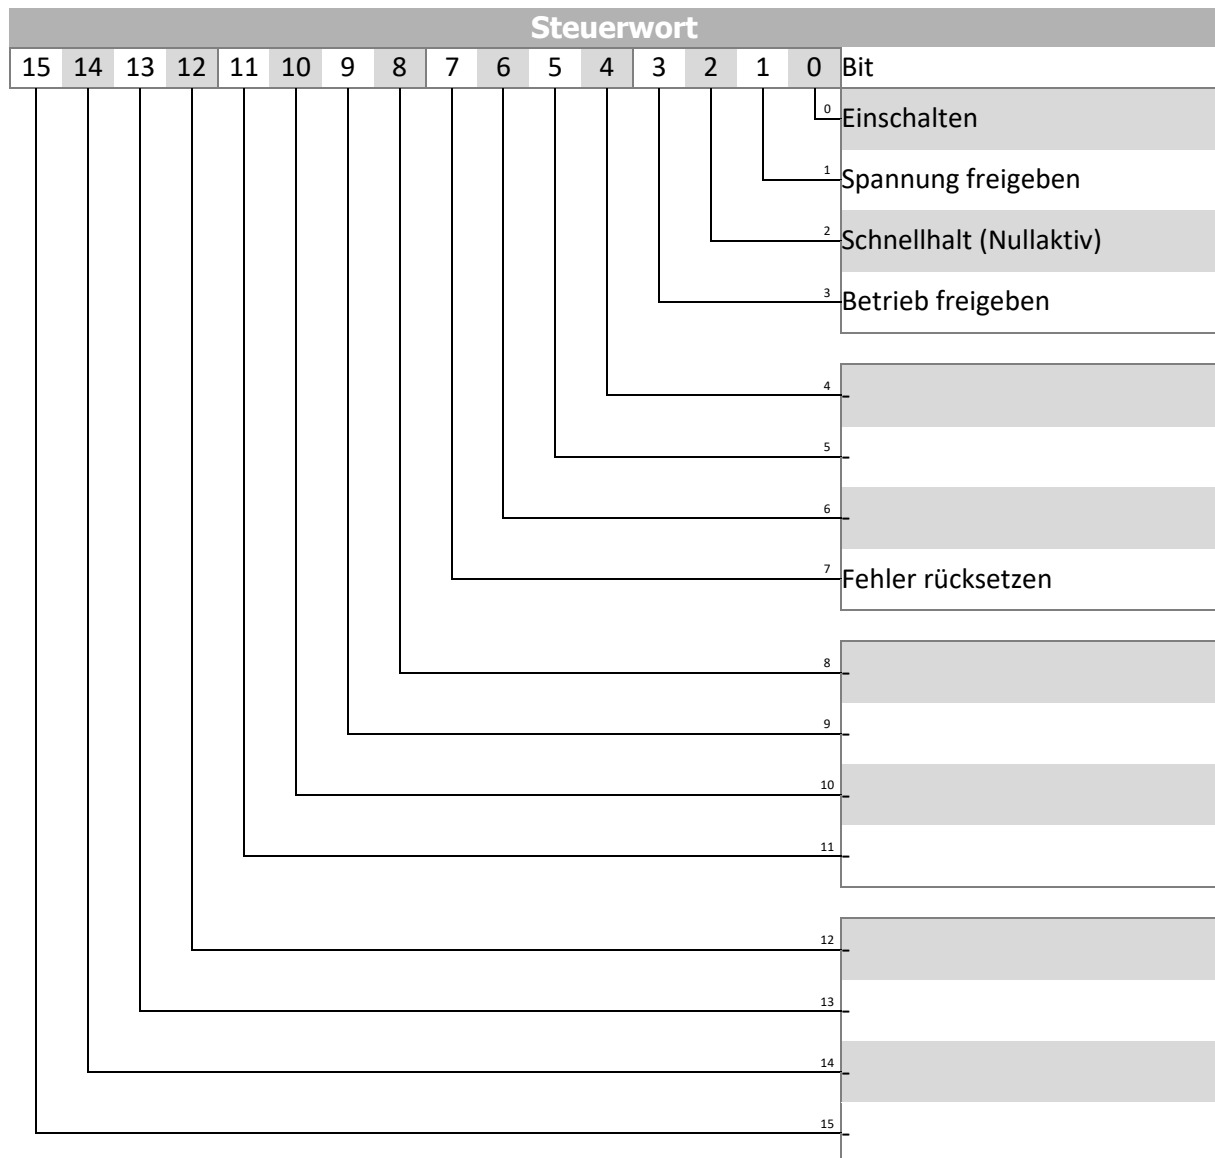 Steuerwort
15 14 13 12 11 10 9 8 7 6 5 4 3 2 1 0 Bit
0 Einschalten
1 Spannung freigeben
2 Schnellhalt (Nullaktiv)
3 Betrieb freigeben
4 -
5 -
6 -
7 Fehler rücksetzen
8 -
9 -
10 -
11 -
12 -
13 -
14 -
15 -